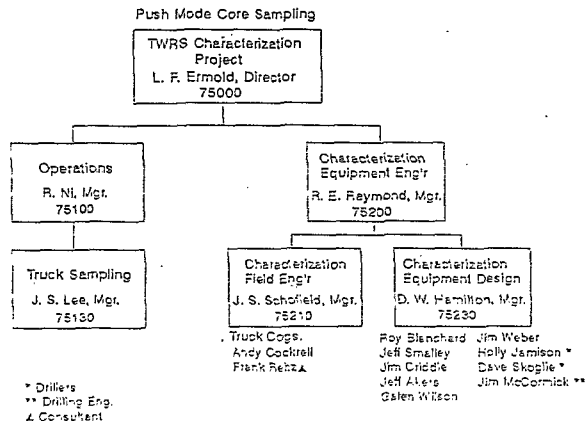 Push Mode Core Sampling
TWRS Characterization
Project
L. F. Ermold, Director
75000
Operations
R. Ni, Mgr.
75100
Characterization
Equipment Eng'r
R. E. Raymond, Mgr.
75200
Truck Sampling
J. S. Lee, Mgr.
75130
Characterization
Field Eng'r
J. S. Schofield, Mgr.
75210
Characterization
Equipment Design
D. W. Hamilton, Mgr.
75230
Truck Cogs.
Andy Cockrell
Frank
Roy Blanchard
Jeff Smalley
Jim Criddle
Jeff Akers
Galen Wilson
Jim Weber
Holly Jamison *
Dave Skoglie *
Jim McCormick **
* Drillers
** Drilling Eng.
Consultant